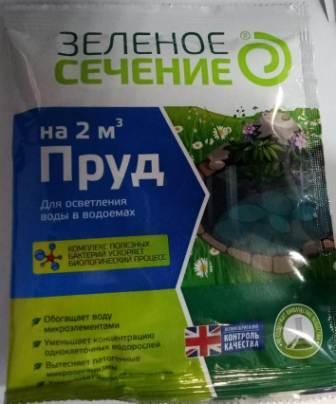 ЗЕЛЕНОЕ
СЕЧЕНИЕ®
на 2 м³
Пруд
Для осветления
воды в водоемах
КОМПЛЕКС ПОЛЕЗНЫХ
БАКТЕРИЙ УСКОРЯЕТ
БИОЛОГИЧЕСКИЙ ПРОЦЕСС
Обогащает воду
микроэлементами
Уменьшает концентрацию
одноклеточных водорослей
Вытесняет патогенные
КОНТРОЛЬ
КАЧЕСТВА